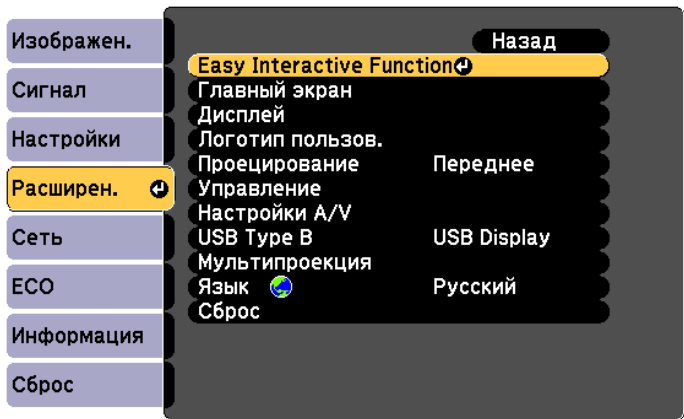 Изображен.
Сигнал
Настройки
Расширен.
Сеть
ECO
Информация
Сброс
Назад
Easy Interactive Function
Главный экран
Дисплей
Логотип пользов.
Проецирование Переднее
Управление
Настройки A/V
USB Type B USB Display
Мультипроекция
Язык Русский
Сброс